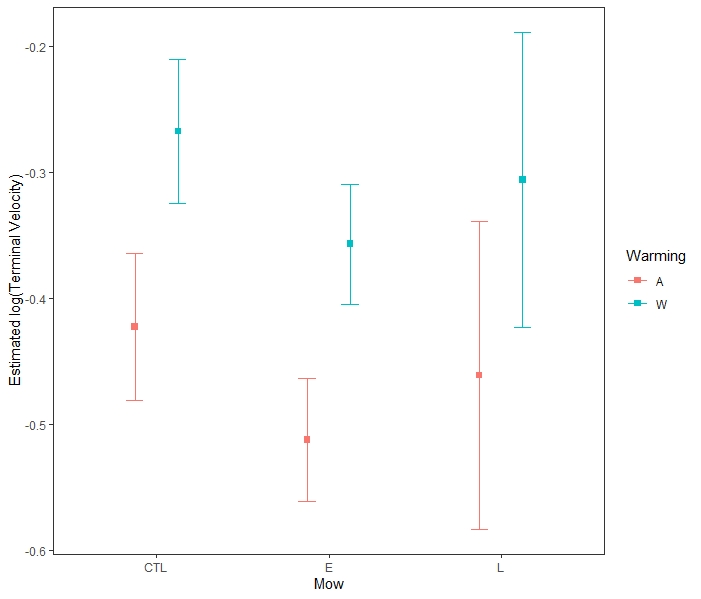 Estimated log(Terminal Velocity)
-0.2
-0.3
-0.4
-0.5
-0.6
CTL
E
L
Mow
Warming
A
W